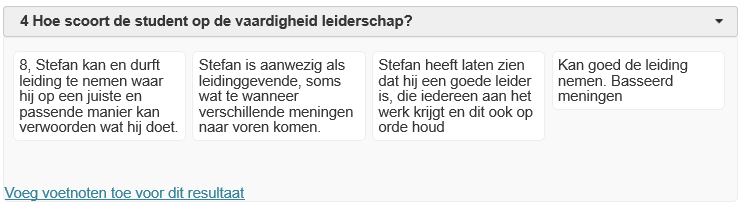 4 Hoe scoort de student op de vaardigheid leiderschap?
8, Stefan kan en durft
leiding te nemen waar
hij op een juiste en
passende manier kan
verwoorden wat hij doet.
Stefan is aanwezig als
leidinggevende, soms
wat te wanneer
verschillende meningen
naar voren komen.
Stefan heeft laten zien
dat hij een goede leider
is, die iedereen aan het
werk krijgt en dit ook op
orde houd
Kan goed de leiding
nemen. Basseerd
meningen
Voeg voetnoten toe voor dit resultaat